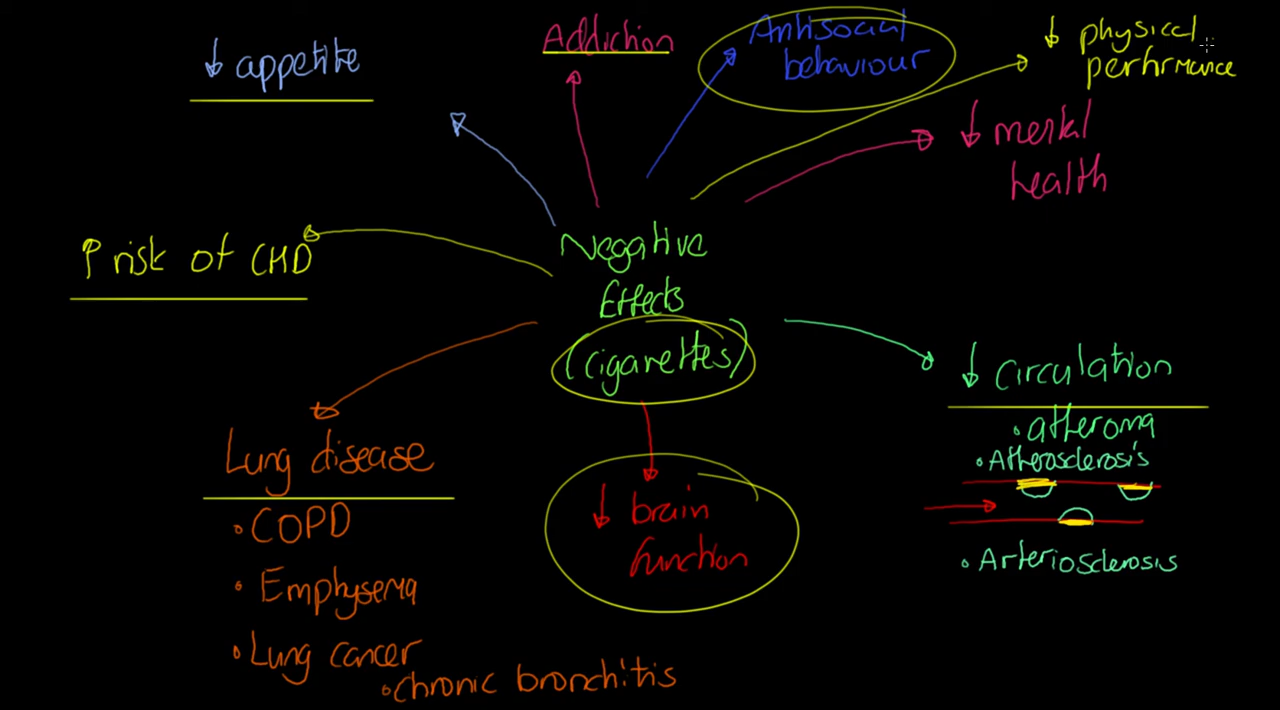 ↓ appetite
Addiction
Antisocial
behaviour
↓ physical
performance
↓ mental
health
↑ risk of CHD
Negative
Effects
(cigarettes)
↓ circulation
• atheroma
• Atherosclerosis
• Arteriosclerosis
Lung disease
• COPD
• Emphysema
• Lung cancer
• chronic bronchitis
↓ brain
function